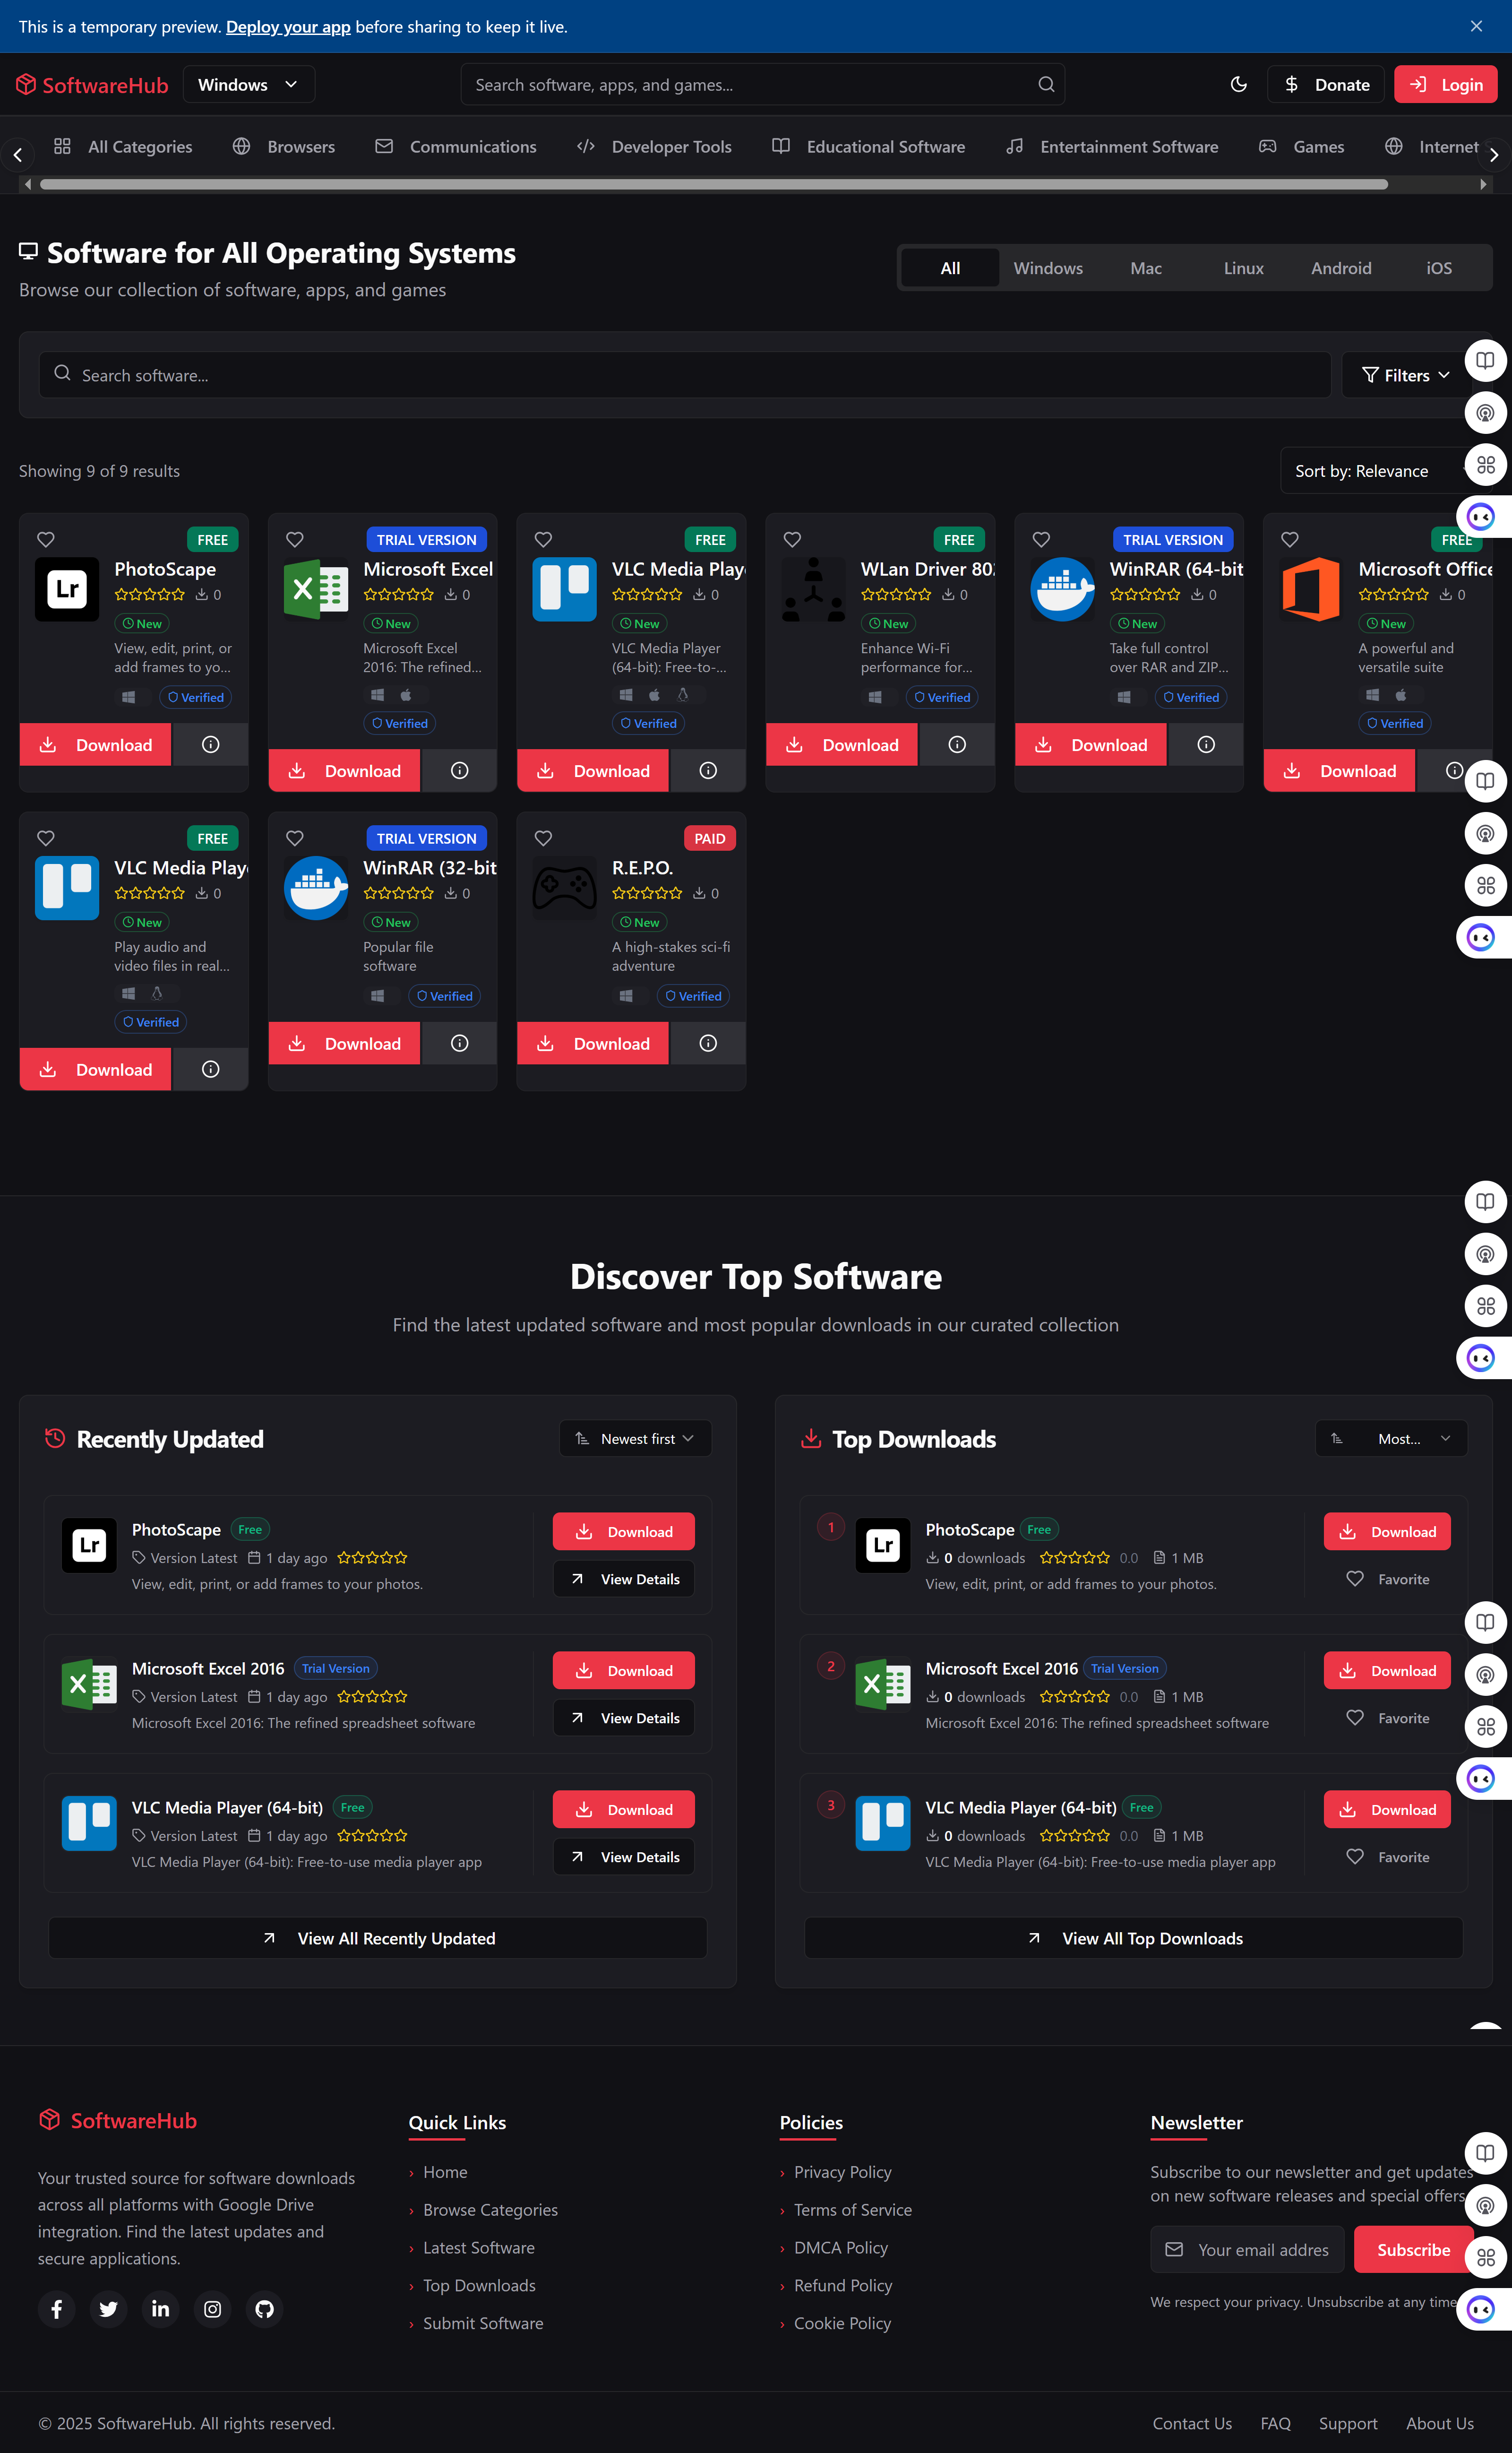 This is a temporary preview. Deploy your app before sharing to keep it live.
SoftwareHub
Windows
Search software, apps, and games...
Donate
Login
All Categories
Browsers
Communications
Developer Tools
Educational Software
Entertainment Software
Games
Internet
Software for All Operating Systems
Browse our collection of software, apps, and games
All
Windows
Mac
Linux
Android
iOS
Search software...
Filters
Showing 9 of 9 results
Sort by: Relevance
FREE
PhotoScape
0
New
View, edit, print, or
add frames to yo...
Verified
Download
TRIAL VERSION
Microsoft Excel
0
New
Microsoft Excel
2016: The refined...
Verified
Download
FREE
VLC Media Play
0
New
VLC Media Player
(64-bit): Free-to-...
Verified
Download
FREE
WLan Driver 80
0
New
Enhance Wi-Fi
performance for...
Verified
Download
TRIAL VERSION
WinRAR (64-bit
0
New
Take full control
over RAR and ZIP...
Verified
Download
FREE
Microsoft Office
0
New
A powerful and
versatile suite
Verified
Download
FREE
VLC Media Play
0
New
Play audio and
video files in real...
Verified
Download
TRIAL VERSION
WinRAR (32-bit
0
New
Popular file
software
Verified
Download
PAID
R.E.P.O.
0
New
A high-stakes sci-fi
adventure
Verified
Download
Discover Top Software
Find the latest updated software and most popular downloads in our curated collection
Recently Updated
Newest first
Lr
PhotoScape Free
Version Latest 1 day ago
View, edit, print, or add frames to your photos.
Download
View Details
Microsoft Excel 2016 Trial Version
Version Latest 1 day ago
Microsoft Excel 2016: The refined spreadsheet software
Download
View Details
VLC Media Player (64-bit) Free
Version Latest 1 day ago
VLC Media Player (64-bit): Free-to-use media player app
Download
View Details
View All Recently Updated
Top Downloads
Most...
1
Lr
PhotoScape Free
0 downloads 0.0 1 MB
View, edit, print, or add frames to your photos.
Download
Favorite
2
Microsoft Excel 2016 Trial Version
0 downloads 0.0 1 MB
Microsoft Excel 2016: The refined spreadsheet software
Download
Favorite
3
VLC Media Player (64-bit) Free
0 downloads 0.0 1 MB
VLC Media Player (64-bit): Free-to-use media player app
Download
Favorite
View All Top Downloads
SoftwareHub
Your trusted source for software downloads
across all platforms with Google Drive
integration. Find the latest updates and
secure applications.
Quick Links
Home
Browse Categories
Latest Software
Top Downloads
Submit Software
Policies
Privacy Policy
Terms of Service
DMCA Policy
Refund Policy
Cookie Policy
Newsletter
Subscribe to our newsletter and get updates
on new software releases and special offers
Your email addres
Subscribe
We respect your privacy. Unsubscribe at any time
© 2025 SoftwareHub. All rights reserved.
Contact Us
FAQ
Support
About Us